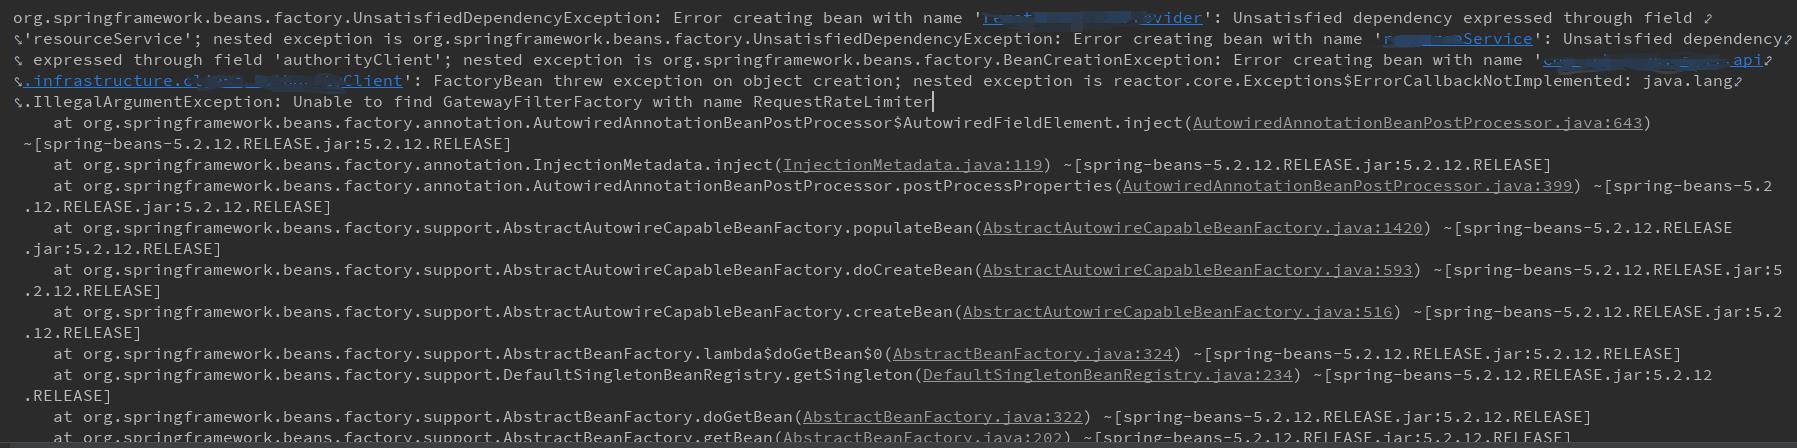 org.springframework.beans.factory.UnsatisfiedDependencyException: Error creating bean with name ' ': Unsatisfied dependency expressed through field
'resourceService'; nested exception is org.springframework.beans.factory.UnsatisfiedDependencyException: Error creating bean with name ' Service': Unsatisfied dependency
expressed through field 'authorityClient'; nested exception is org.springframework.beans.factory.BeanCreationException: Error creating bean with name ' api
.infrastructure. Client': FactoryBean threw exception on object creation; nested exception is reactor.core.Exceptions$ErrorCallbackNotImplemented: java.lang
.IllegalArgumentException: Unable to find GatewayFilterFactory with name RequestRateLimiter
at org.springframework.beans.factory.annotation.AutowiredAnnotationBeanPostProcessor$AutowiredFieldElement.inject(AutowiredAnnotationBeanPostProcessor.java:643)
~[spring-beans-5.2.12.RELEASE.jar:5.2.12.RELEASE]
at org.springframework.beans.factory.annotation.InjectionMetadata.inject(InjectionMetadata.java:119) ~[spring-beans-5.2.12.RELEASE.jar:5.2.12.RELEASE]
at org.springframework.beans.factory.annotation.AutowiredAnnotationBeanPostProcessor.postProcessProperties(AutowiredAnnotationBeanPostProcessor.java:399) ~[spring-beans-5.2
.12.RELEASE.jar:5.2.12.RELEASE]
at org.springframework.beans.factory.support.AbstractAutowireCapableBeanFactory.populateBean(AbstractAutowireCapableBeanFactory.java:1420) ~[spring-beans-5.2.12.RELEASE
.jar:5.2.12.RELEASE]
at org.springframework.beans.factory.support.AbstractAutowireCapableBeanFactory.doCreateBean(AbstractAutowireCapableBeanFactory.java:593) ~[spring-beans-5.2.12.RELEASE.jar:5
.2.12.RELEASE]
at org.springframework.beans.factory.support.AbstractAutowireCapableBeanFactory.createBean(AbstractAutowireCapableBeanFactory.java:516) ~[spring-beans-5.2.12.RELEASE.jar:5.2
.12.RELEASE]
at org.springframework.beans.factory.support.AbstractBeanFactory.lambda$doGetBean$0(AbstractBeanFactory.java:324) ~[spring-beans-5.2.12.RELEASE.jar:5.2.12.RELEASE]
at org.springframework.beans.factory.support.DefaultSingletonBeanRegistry.getSingleton(DefaultSingletonBeanRegistry.java:234) ~[spring-beans-5.2.12.RELEASE.jar:5.2.12
.RELEASE]
at org.springframework.beans.factory.support.AbstractBeanFactory.doGetBean(AbstractBeanFactory.java:322) ~[spring-beans-5.2.12.RELEASE.jar:5.2.12.RELEASE]
at org.springframework.beans.factory.support.AbstractBeanFactory.getBean(AbstractBeanFactory.java:202) ~[spring-beans-5.2.12.RELEASE.jar:5.2.12.RELEASE]